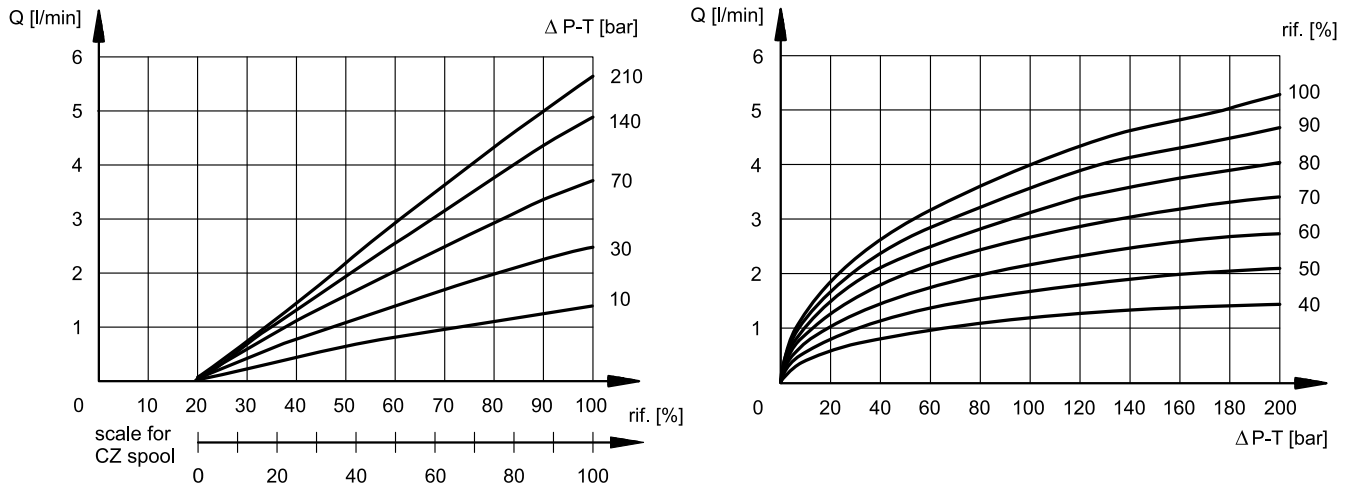 Q [l/min]
Δ P-T [bar]
6
5
4
3
2
1
210
140
70
30
10
0 10 20 30 40 50 60 70 80 90 100 rif. [%]
scale for
CZ spool
0 20 40 60 80 100
Q [l/min]
rif. [%]
6
5
4
3
2
1
100
90
80
70
60
50
40
0 20 40 60 80 100 120 140 160 180 200
Δ P-T [bar]